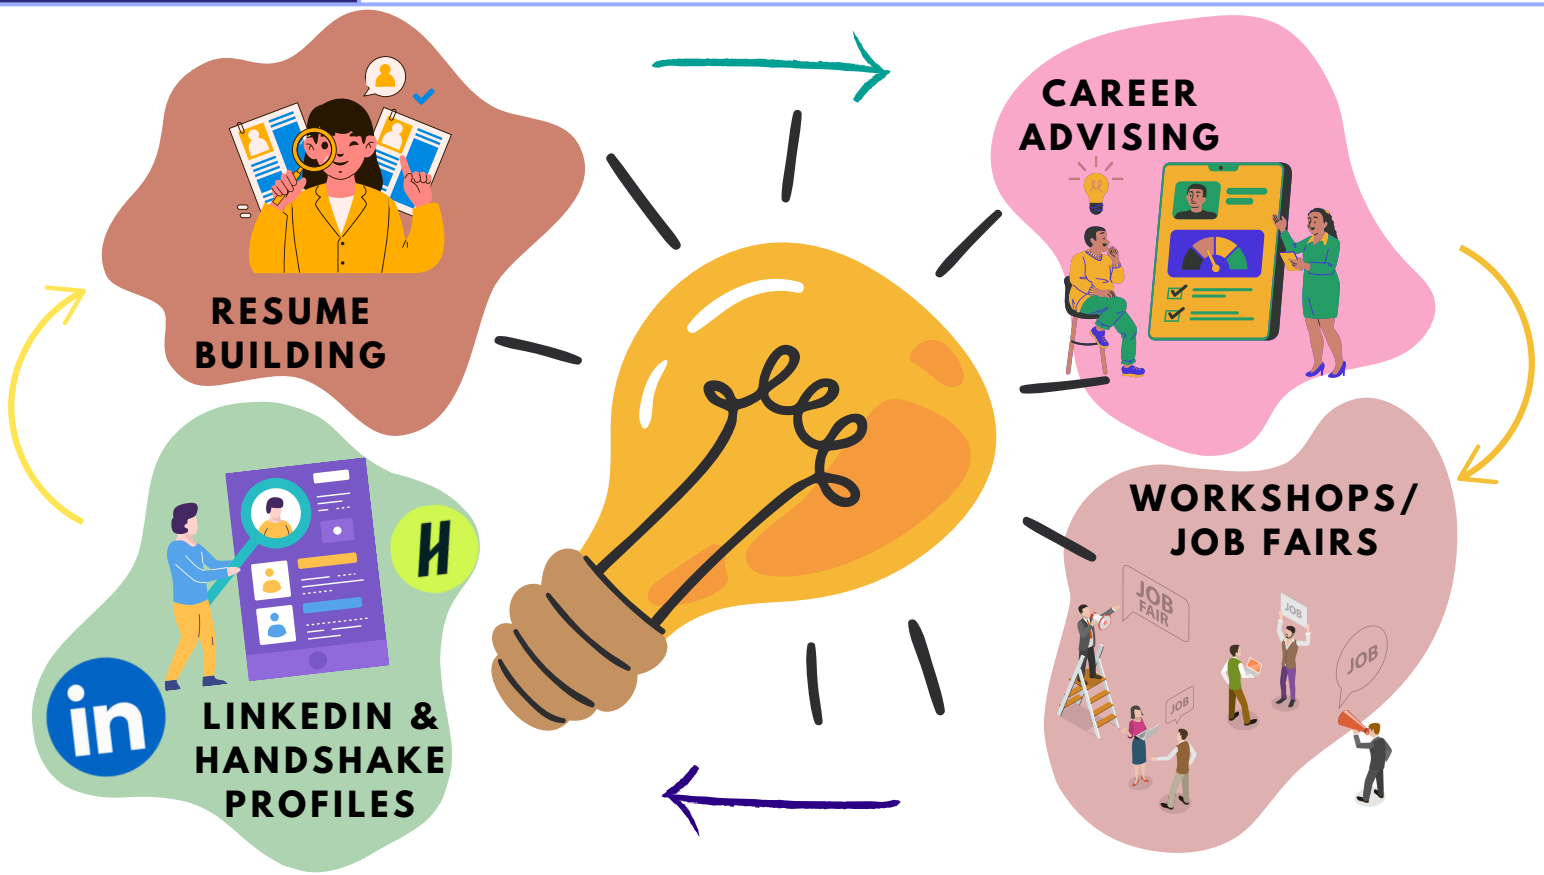 RESUME
BUILDING
CAREER
ADVISING
WORKSHOPS/
JOB FAIRS
JOB
FAIR
JOB
JOB
JOB
H
in
LINKEDIN &
HANDSHAKE
PROFILES